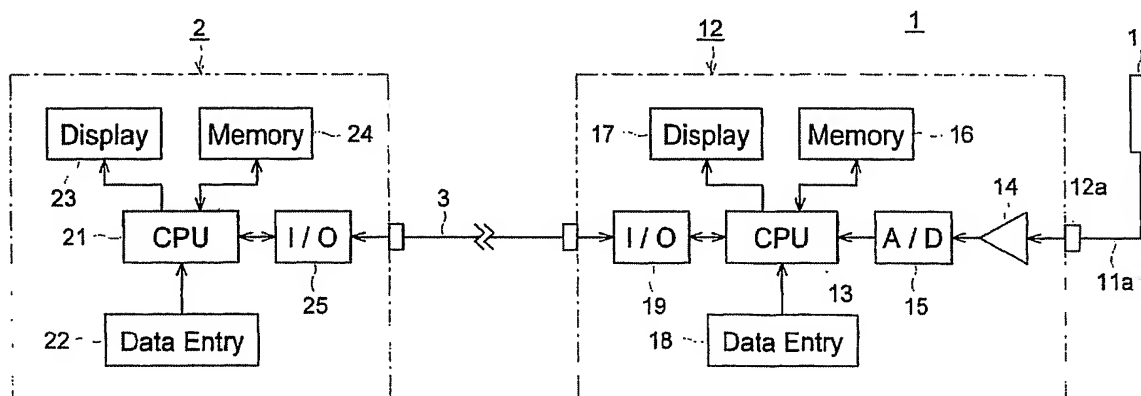 2
12
1
1
Display
Memory
24
17
Display
Memory
16
23
14
12a
3
21
CPU
I / O
I / O
CPU
A / D
25
19
13
15
11a
22
Data Entry
18
Data Entry